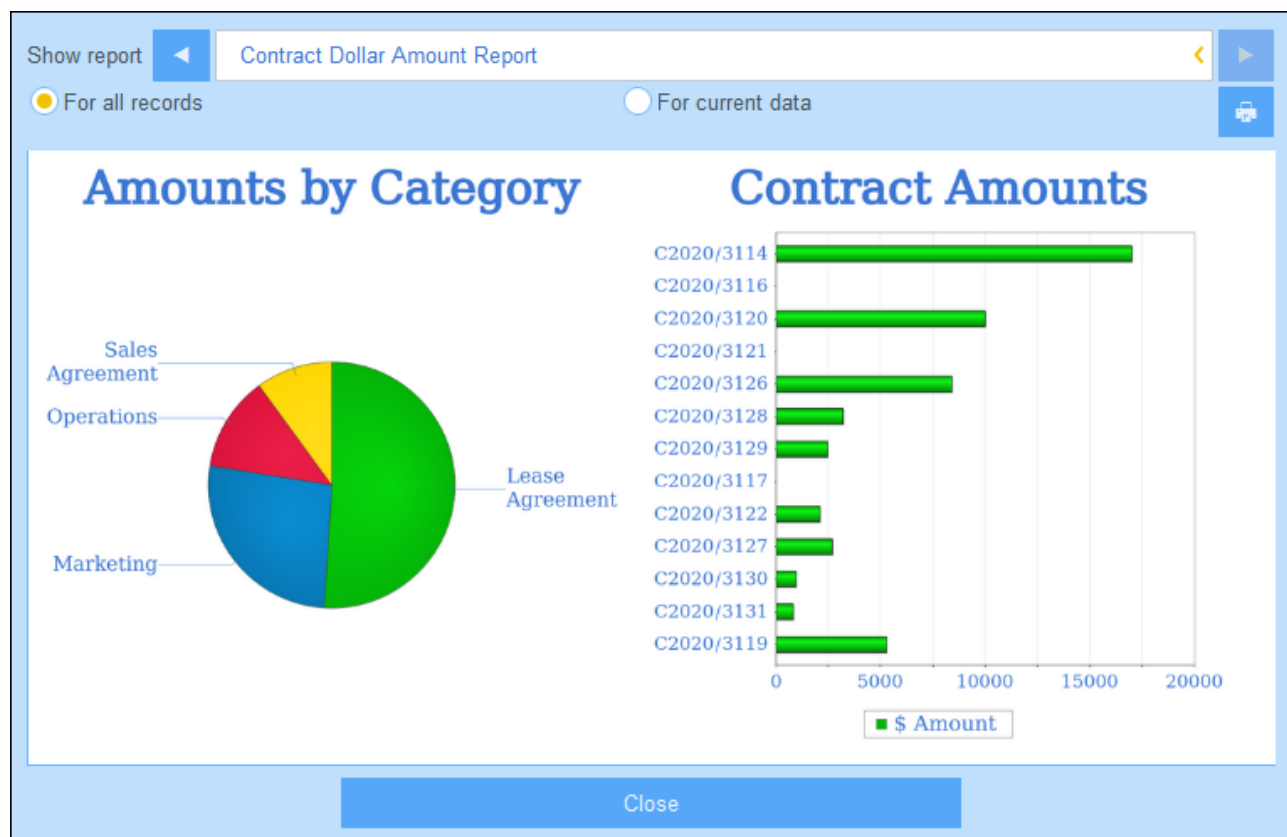 Show report
Contract Dollar Amount Report
For all records
For current data
Amounts by Category
Sales
Agreement
Operations
Marketing
Lease
Agreement
Contract Amounts
C2020/3114
C2020/3116
C2020/3120
C2020/3121
C2020/3126
C2020/3128
C2020/3129
C2020/3117
C2020/3122
C2020/3127
C2020/3130
C2020/3131
C2020/3119
0 5000 10000 15000 20000
$ Amount
Close